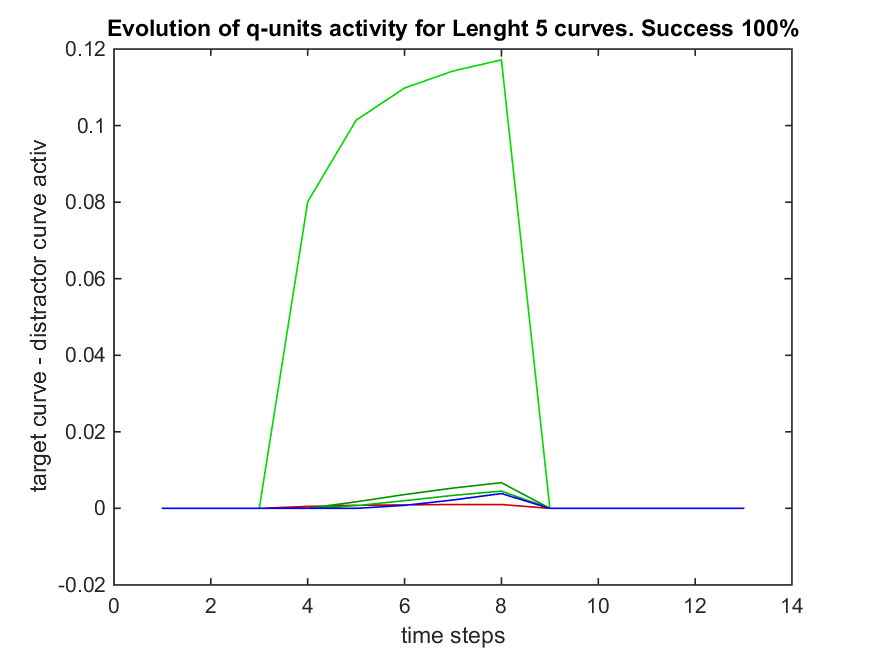 Evolution of q-units activity for Lenght 5 curves. Success 100%
target curve - distractor curve activ
0.12
0.1
0.08
0.06
0.04
0.02
0
-0.02
0 2 4 6 8 10 12 14
time steps